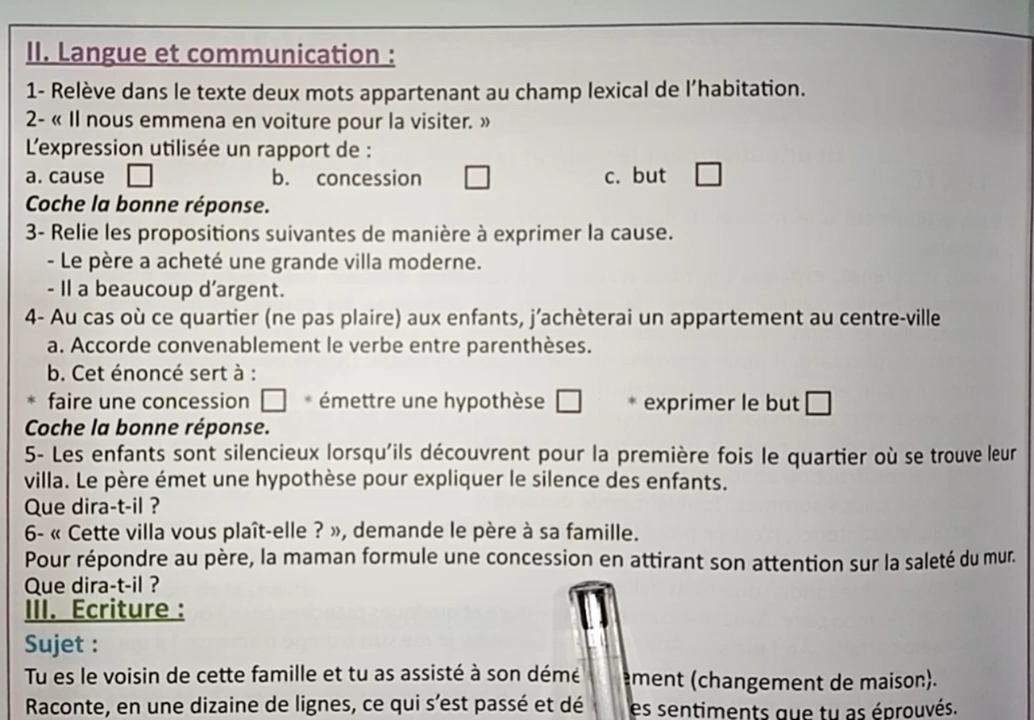 II. Langue et communication :
1- Relève dans le texte deux mots appartenant au champ lexical de l'habitation.
2- « Il nous emmena en voiture pour la visiter. »
L'expression utilisée un rapport de :
a. cause b. concession c. but
Coche la bonne réponse.
3- Relie les propositions suivantes de manière à exprimer la cause.
- Le père a acheté une grande villa moderne.
- Il a beaucoup d'argent.
4- Au cas où ce quartier (ne pas plaire) aux enfants, j'achèterai un appartement au centre-ville
a. Accorde convenablement le verbe entre parenthèses.
b. Cet énoncé sert à :
* faire une concession * émettre une hypothèse * exprimer le but
Coche la bonne réponse.
5- Les enfants sont silencieux lorsqu'ils découvrent pour la première fois le quartier où se trouve leur
villa. Le père émet une hypothèse pour expliquer le silence des enfants.
Que dira-t-il ?
6- « Cette villa vous plaît-elle ? », demande le père à sa famille.
Pour répondre au père, la maman formule une concession en attirant son attention sur la saleté du mur.
Que dira-t-il ?
III. Ecriture :
Sujet :
Tu es le voisin de cette famille et tu as assisté à son (changement de maison).
Raconte, en une dizaine de lignes, ce qui s'est passé et sentiments que tu as éprouvés.